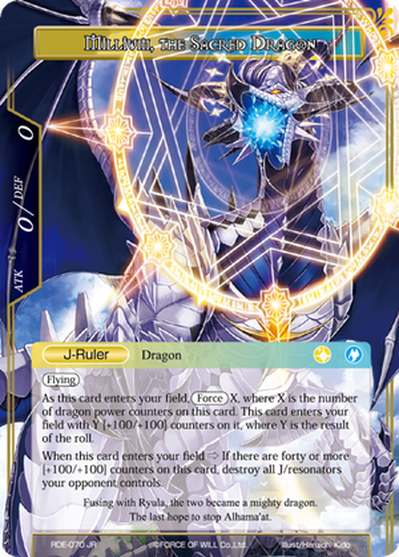 Millium, the Sacred Dragon
ATK 0 / DEF 0
J-Ruler Dragon
Flying
As this card enters your field, Force X, where X is the number
of dragon power counters on this card. This card enters your
field with Y [+100/+100] counters on it, where Y is the result
of the roll.
When this card enters your field ⇨ If there are forty or more
[+100/+100] counters on this card, destroy all J/resonators
your opponent controls.
Fusing with Ryula, the two became a mighty dragon.
The last hope to stop Alhama'at.
RDE-070 JR ©FORCE OF WILL Co.,Ltd. Illust/Haruichi Kido